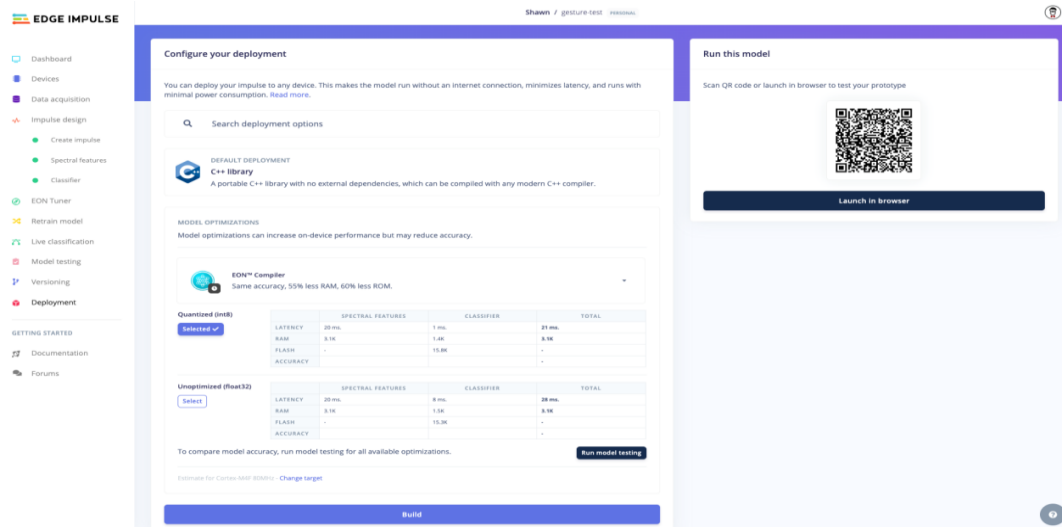 EDGE IMPULSE
Shawn / gesture-test PERSONAL
Dashboard
Devices
Data acquisition
Impulse design
Create impulse
Spectral features
Classifier
EON Tuner
Retrain model
Live classification
Model testing
Versioning
Deployment
GETTING STARTED
Documentation
Forums
Configure your deployment
You can deploy your impulse to any device. This makes the model run without an internet connection, minimizes latency, and runs with
minimal power consumption. Read more.
Search deployment options
DEFAULT DEPLOYMENT
C++ library
A portable C++ library with no external dependencies, which can be compiled with any modern C++ compiler.
MODEL OPTIMIZATIONS
Model optimizations can increase on-device performance but may reduce accuracy.
EON™ Compiler
Same accuracy, 55% less RAM, 60% less ROM.
Quantized (int8)
Selected ✓
SPECTRAL FEATURES CLASSIFIER TOTAL
LATENCY 20 ms. 1 ms. 21 ms.
RAM 3.1K 1.4K 3.1K
FLASH - 15.8K -
ACCURACY -
Unoptimized (float32)
Select
SPECTRAL FEATURES CLASSIFIER TOTAL
LATENCY 20 ms. 8 ms. 28 ms.
RAM 3.1K 1.5K 3.1K
FLASH - 15.3K -
ACCURACY -
To compare model accuracy, run model testing for all available optimizations.
Run model testing
Estimate for Cortex-M4F 80MHz - Change target
Build
Run this model
Scan QR code or launch in browser to test your prototype
Launch in browser